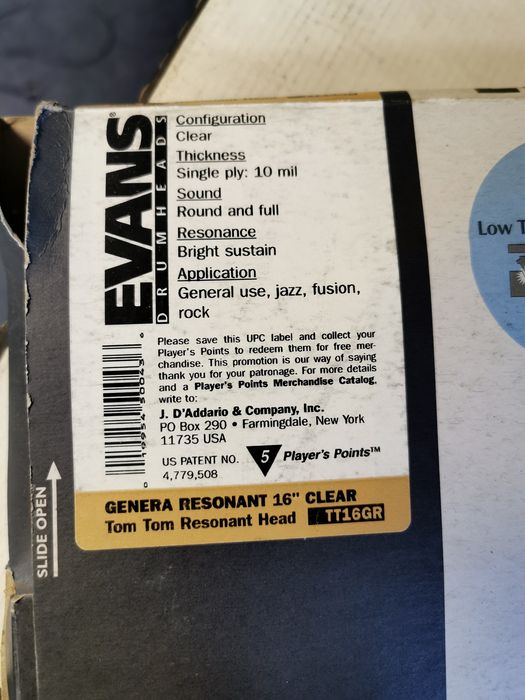 EVANS®
DRUMHEADS
Configuration
Clear
Thickness
Single ply: 10 mil
Sound
Round and full
Resonance
Bright sustain
Application
General use, jazz, fusion,
rock
Please save this UPC label and collect your
Player's Points to redeem them for free mer-
chandise. This promotion is our way of saying
thank you for your patronage. For more details
and a Player's Points Merchandise Catalog,
write to:
J. D'Addario & Company, Inc.
PO Box 290 • Farmingdale, New York
11735 USA
US PATENT NO.
4,779,508
5 Player's Points™
GENERA RESONANT 16" CLEAR
Tom Tom Resonant Head TT16GR
SLIDE OPEN
Low